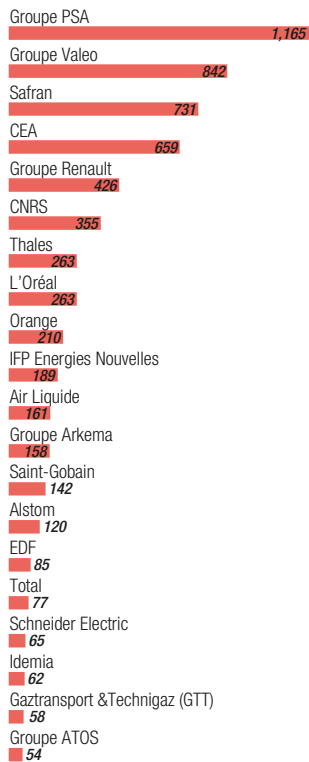 Groupe PSA
1,165
Groupe Valeo
842
Safran
731
CEA
659
Groupe Renault
426
CNRS
355
Thales
263
L'Oréal
263
Orange
210
IFP Energies Nouvelles
189
Air Liquide
161
Groupe Arkema
158
Saint-Gobain
142
Alstom
120
EDF
85
Total
77
Schneider Electric
65
Idemia
62
Gaztransport &Technigaz (GTT)
58
Groupe ATOS
54